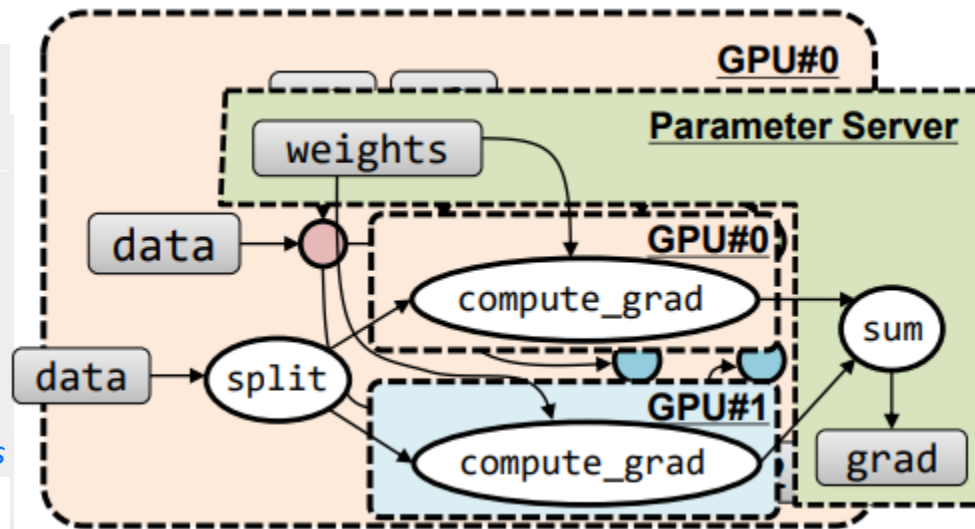 GPU#0
Parameter Server
weights
data
GPU#0
compute_grad
sum
data
split
GPU#1
compute_grad
grad
s